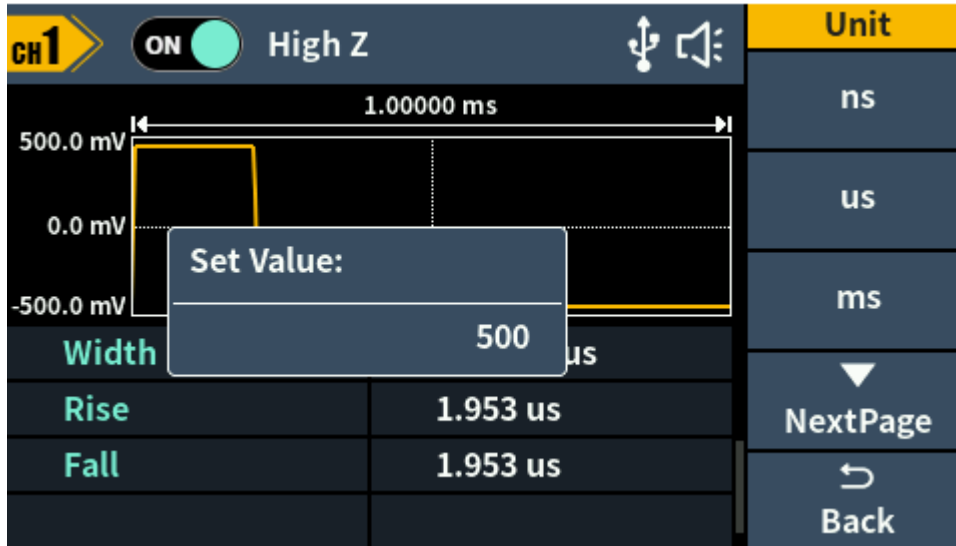 CH1 ON High Z
Unit
1.00000 ms
500.0 mV
0.0 mV
-500.0 mV
Set Value:
500
Width us
Rise 1.953 us
Fall 1.953 us
ns
us
ms
NextPage
Back